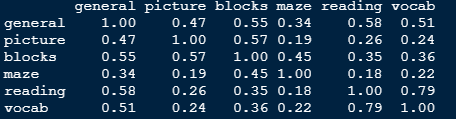 general picture blocks maze reading vocab
general 1.00 0.47 0.55 0.34 0.58 0.51
picture 0.47 1.00 0.57 0.19 0.26 0.24
blocks 0.55 0.57 1.00 0.45 0.35 0.36
maze 0.34 0.19 0.45 1.00 0.18 0.22
reading 0.58 0.26 0.35 0.18 1.00 0.79
vocab 0.51 0.24 0.36 0.22 0.79 1.00